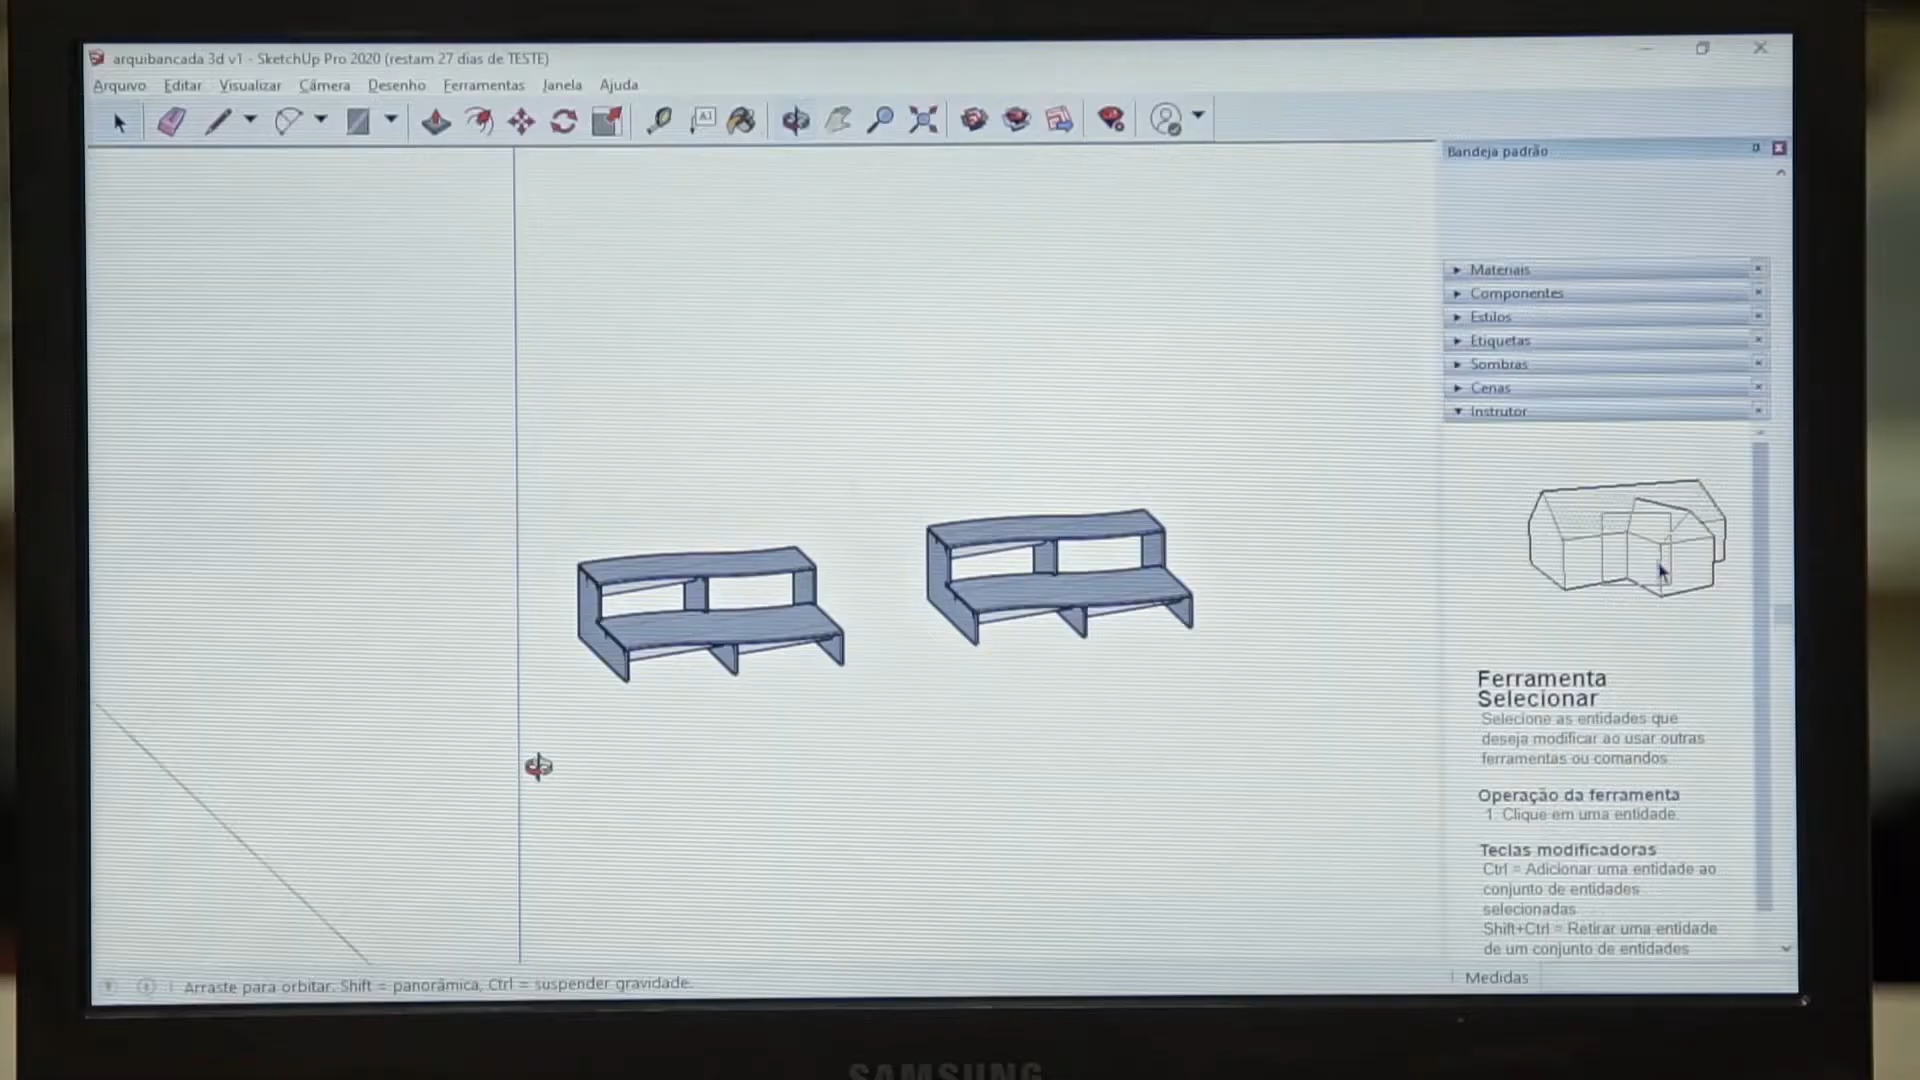 arquibancada 3d v1 - SketchUp Pro 2020 (restam 27 dias de TESTE)
Arquivo Editar Visualizar Câmera Desenho Ferramentas Janela Ajuda
A1
Bandeja padrão
Materiais
Componentes
Estilos
Etiquetas
Sombras
Cenas
Instrutor
Ferramenta
Selecionar
Selecione as entidades que
deseja modificar ao usar outras
ferramentas ou comandos.
Operação da ferramenta
1. Clique em uma entidade.
Teclas modificadoras
Ctrl = Adicionar uma entidade ao
conjunto de entidades
selecionadas
Shift+Ctrl = Retirar uma entidade
de um conjunto de entidades
Arraste para orbitar. Shift = panorâmica, Ctrl = suspender gravidade.
Medidas
SAMSUNG